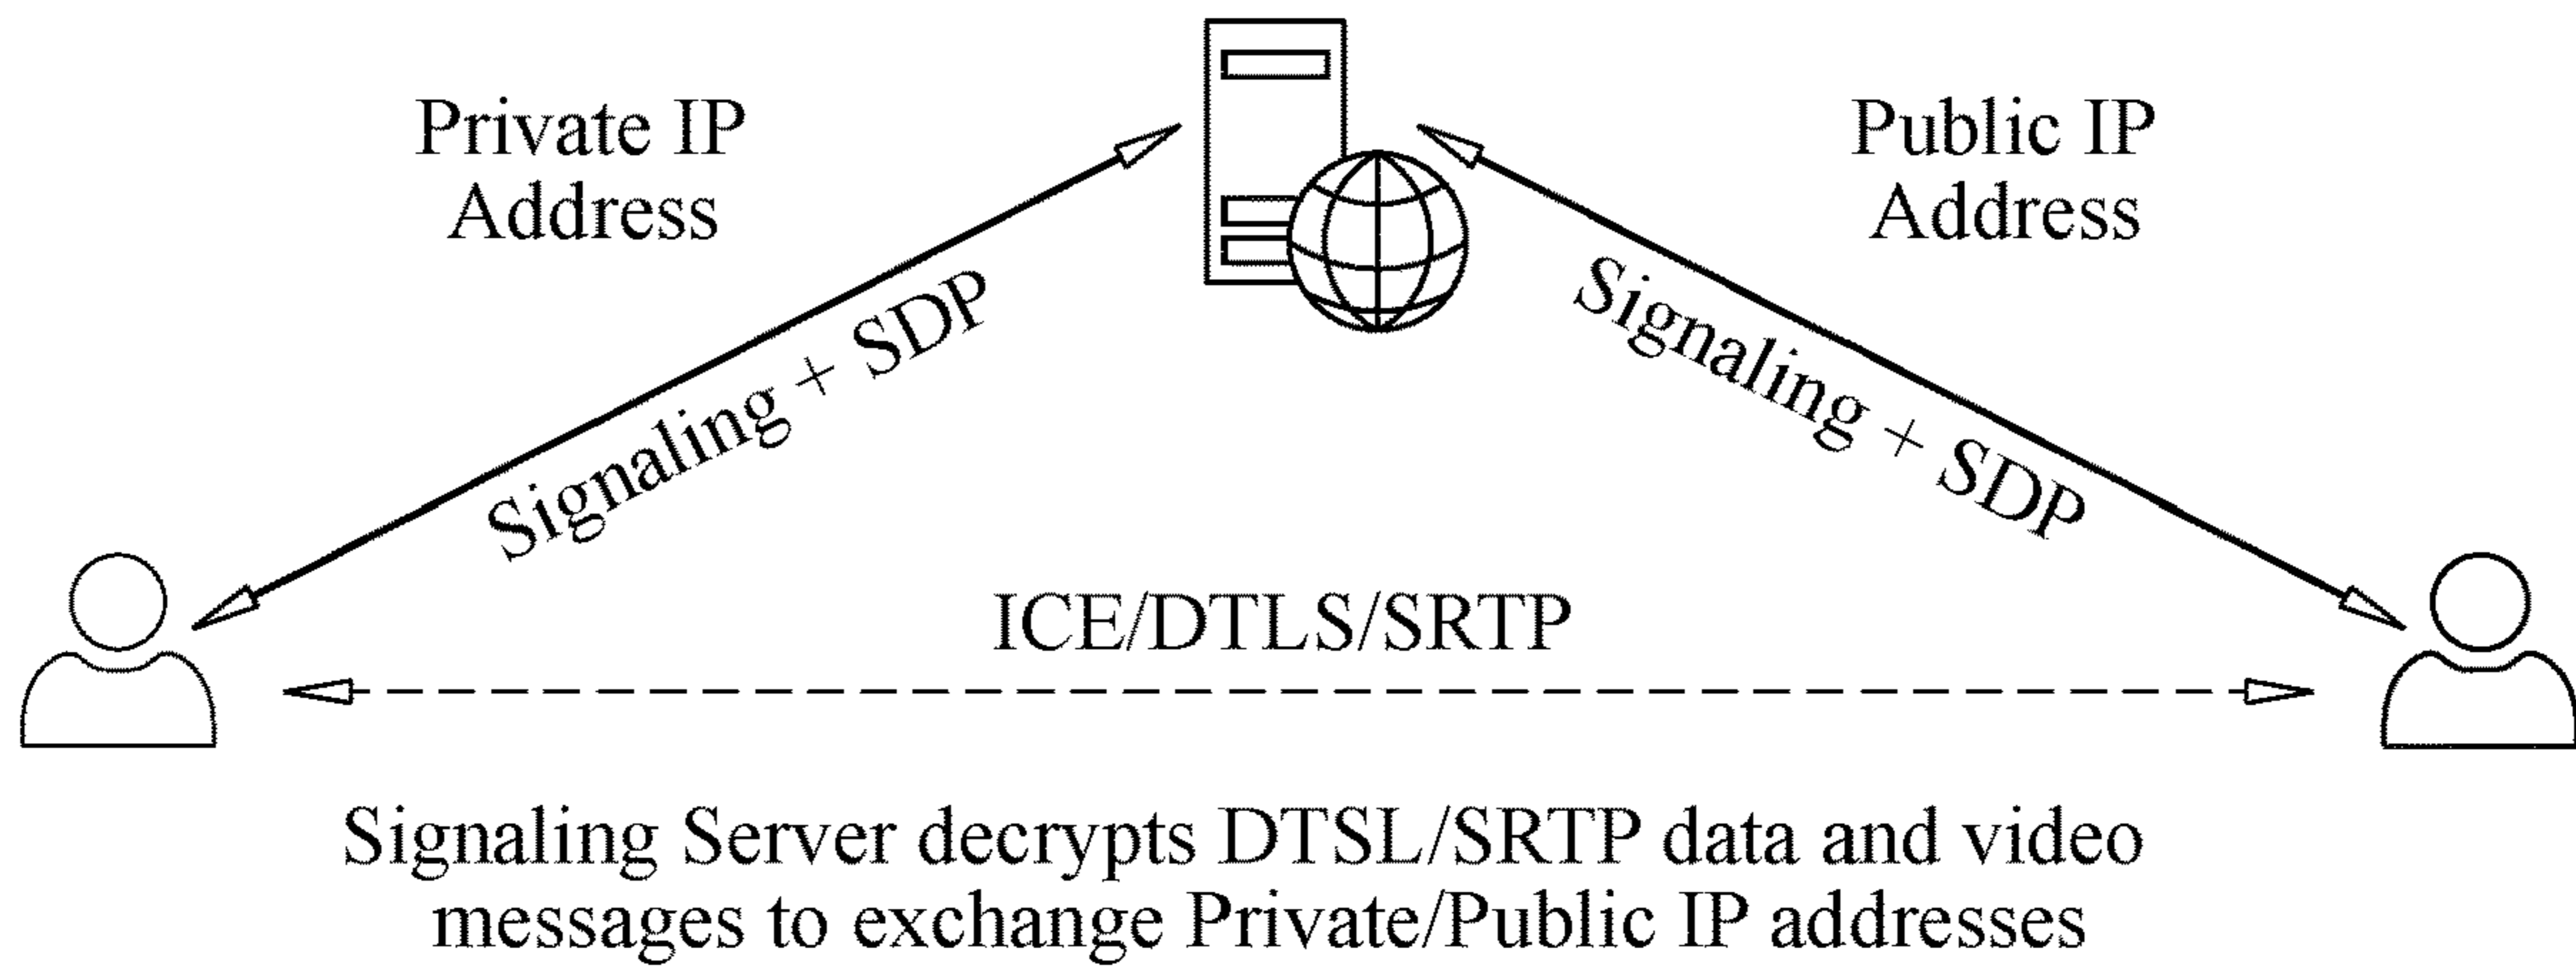 Private IP
Address
Public IP
Address
Signaling + SDP
Signaling + SDP
ICE/DTLS/SRTP
Signaling Server decrypts DTSL/SRTP data and video
messages to exchange Private/Public IP addresses